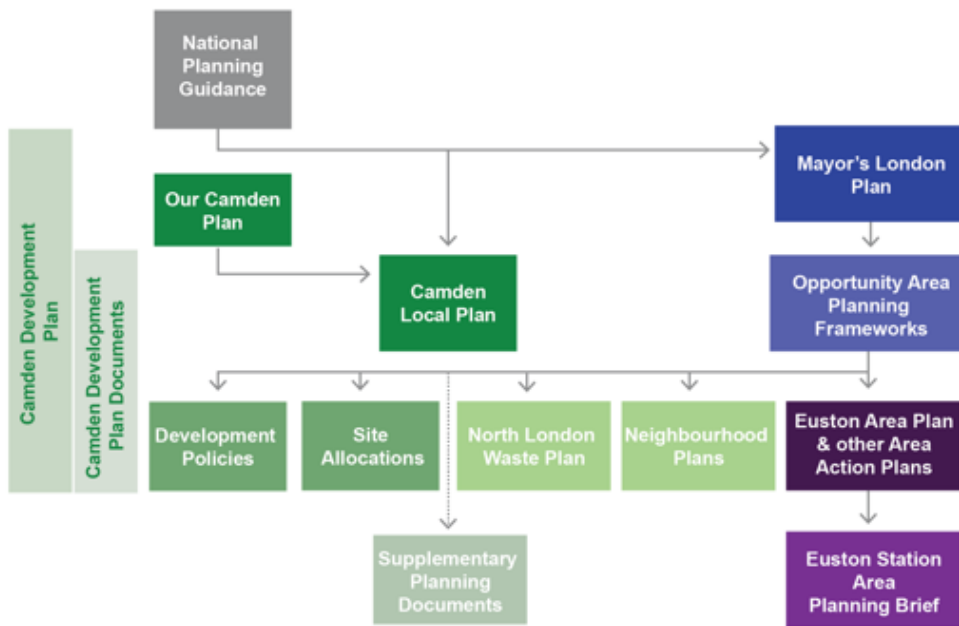 National
Planning
Guidance
Mayor's London
Plan
Our Camden
Plan
Camden Development
Plan
Camden Development
Plan Documents
Camden
Local Plan
Opportunity Area
Planning
Frameworks
Development
Policies
Site
Allocations
North London
Waste Plan
Neighbourhood
Plans
Euston Area Plan
& other Area
Action Plans
Supplementary
Planning
Documents
Euston Station
Area
Planning Brief